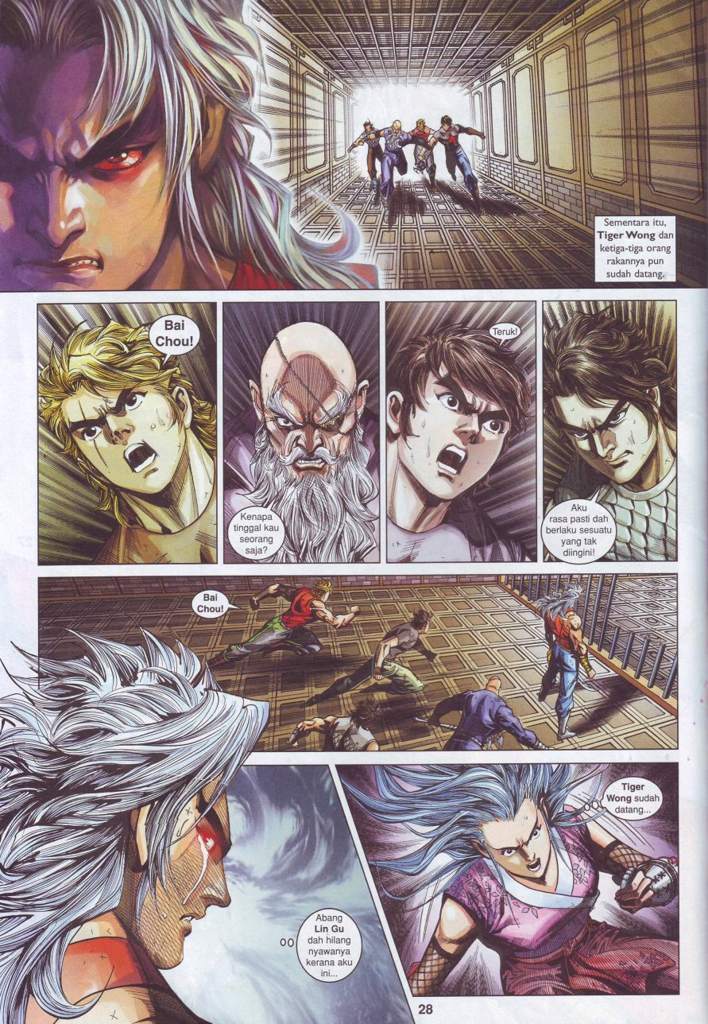 Sementara itu,
Tiger Wong dan
ketiga-tiga orang
rakannya pun
sudah datang.
Bai
Chou!
Kenapa
tinggal kau
seorang
saja?
Teruk!
Aku
rasa pasti dah
berlaku sesuatu
yang tak
diingini!
Bai
Chou!
Abang
Lin Gu
dah hilang
nyawanya
kerana aku
ini...
Tiger
Wong sudah
datang...
28